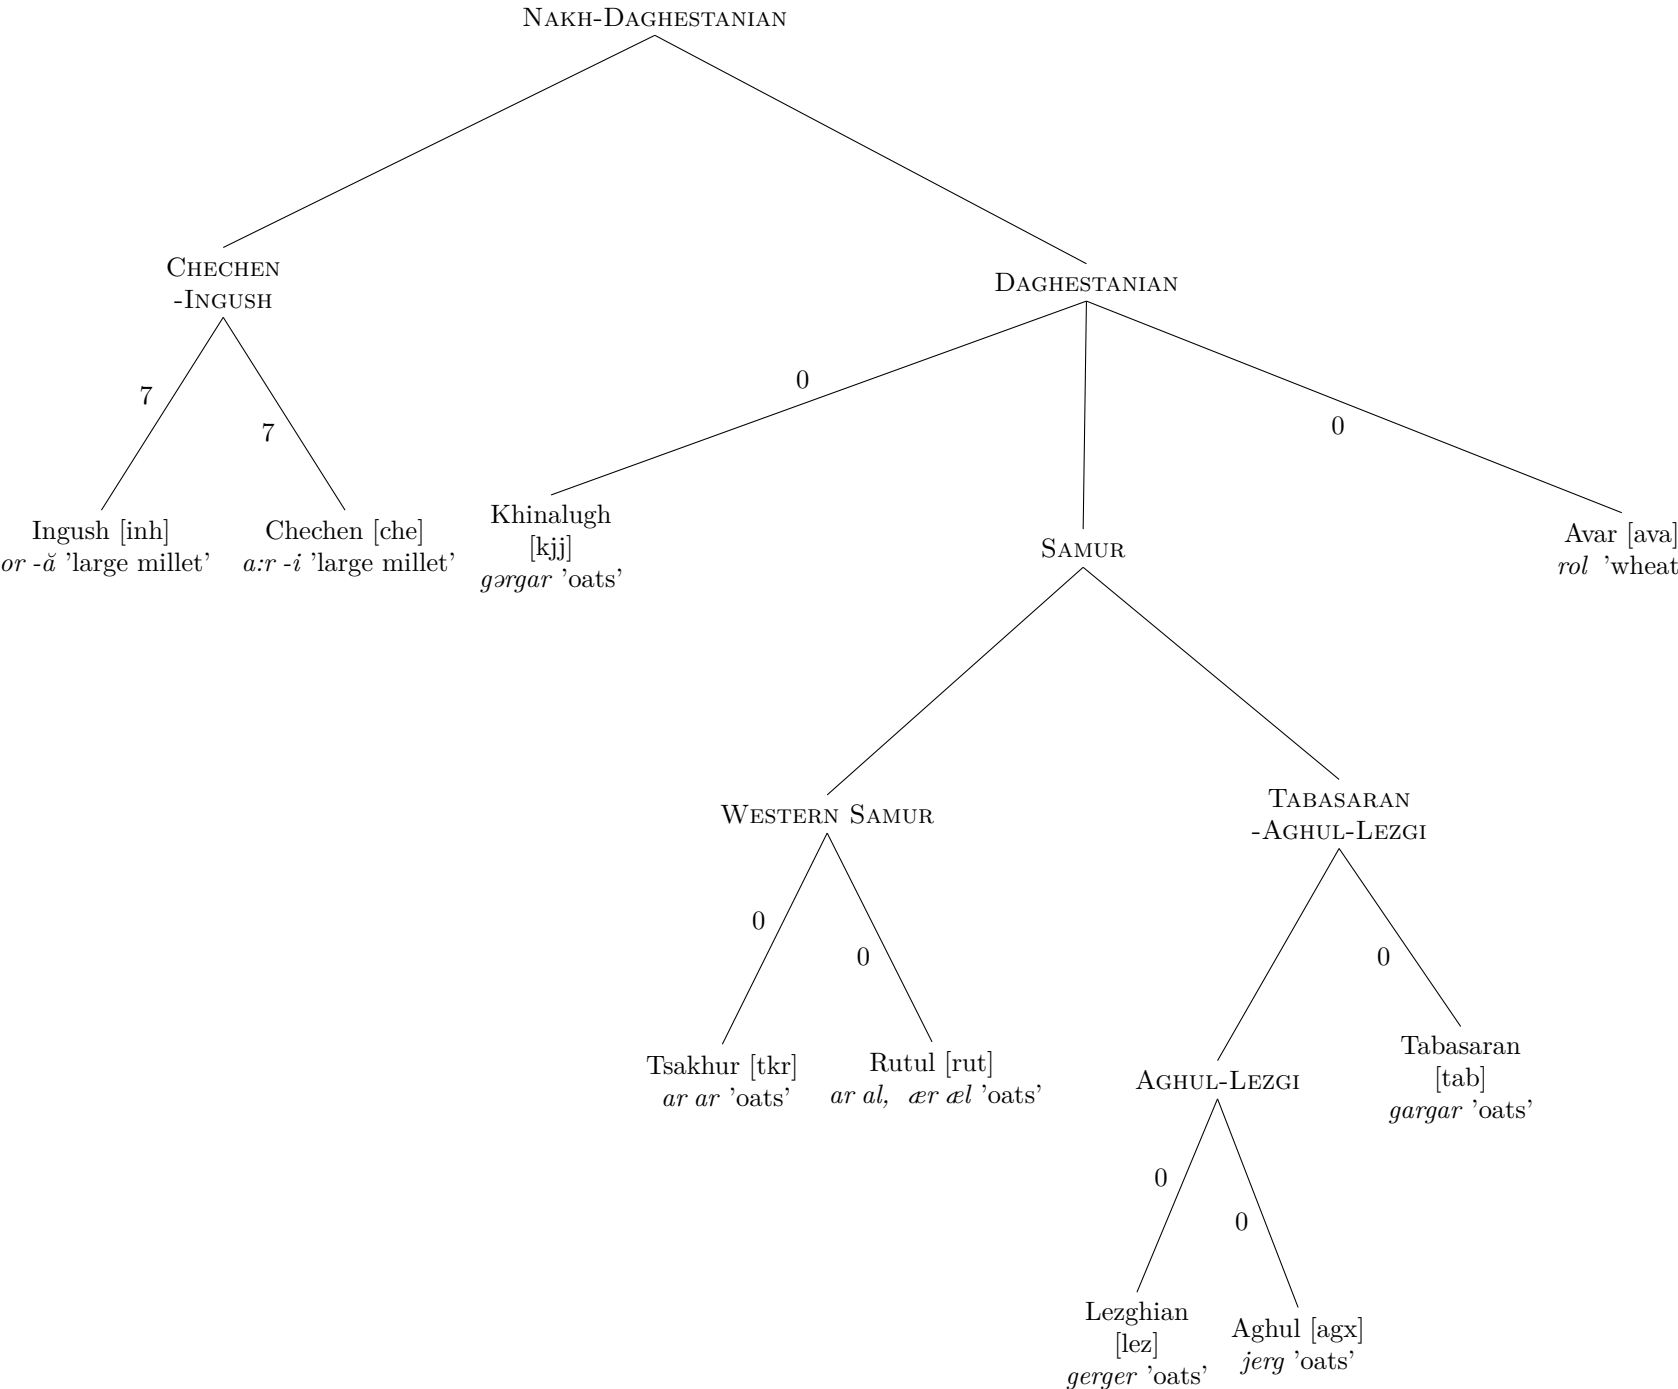 NAKH-DAGHESTANIAN
CHECHEN
-INGUSH
DAGHESTANIAN
0
7
7
0
Ingush [inh]
or -ă 'large millet'
Chechen [che]
a:r -i 'large millet'
Khinalugh
[kjj]
gərgar 'oats'
SAMUR
Avar [ava]
rol 'wheat
WESTERN SAMUR
TABASARAN
-AGHUL-LEZGI
0
0
0
Tsakhur [tkr]
ar ar 'oats'
Rutul [rut]
ar al, ær æl 'oats'
AGHUL-LEZGI
Tabasaran
[tab]
gargar 'oats'
0
0
Lezghian
[lez]
gerger 'oats'
Aghul [agx]
jerg 'oats'